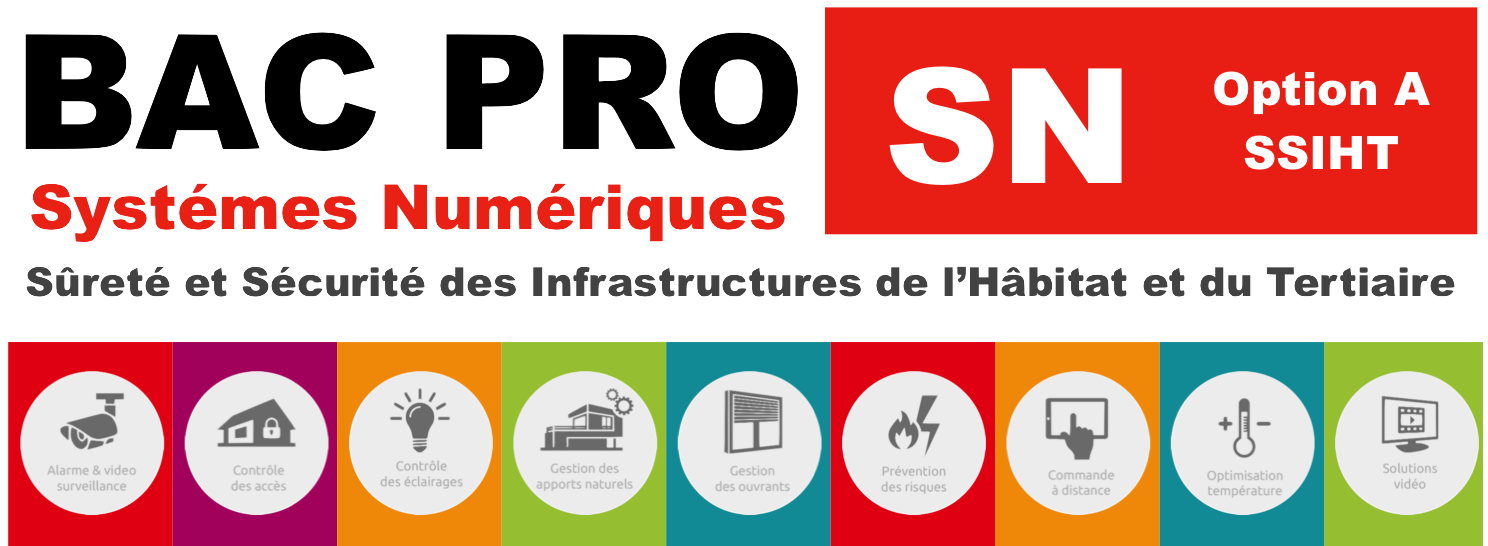 BAC PRO
SN
Option A
SSIHT
Systémes Numériques
Sûreté et Sécurité des Infrastructures de l’Hâbitat et du Tertiaire
Alarme & video
surveillance
Contrôle
des accès
Contrôle
des éclairages
Gestion des
apports naturels
Gestion
des ouvrants
Prévention
des risques
Commande
à distance
Optimisation
température
Solutions
vidéo